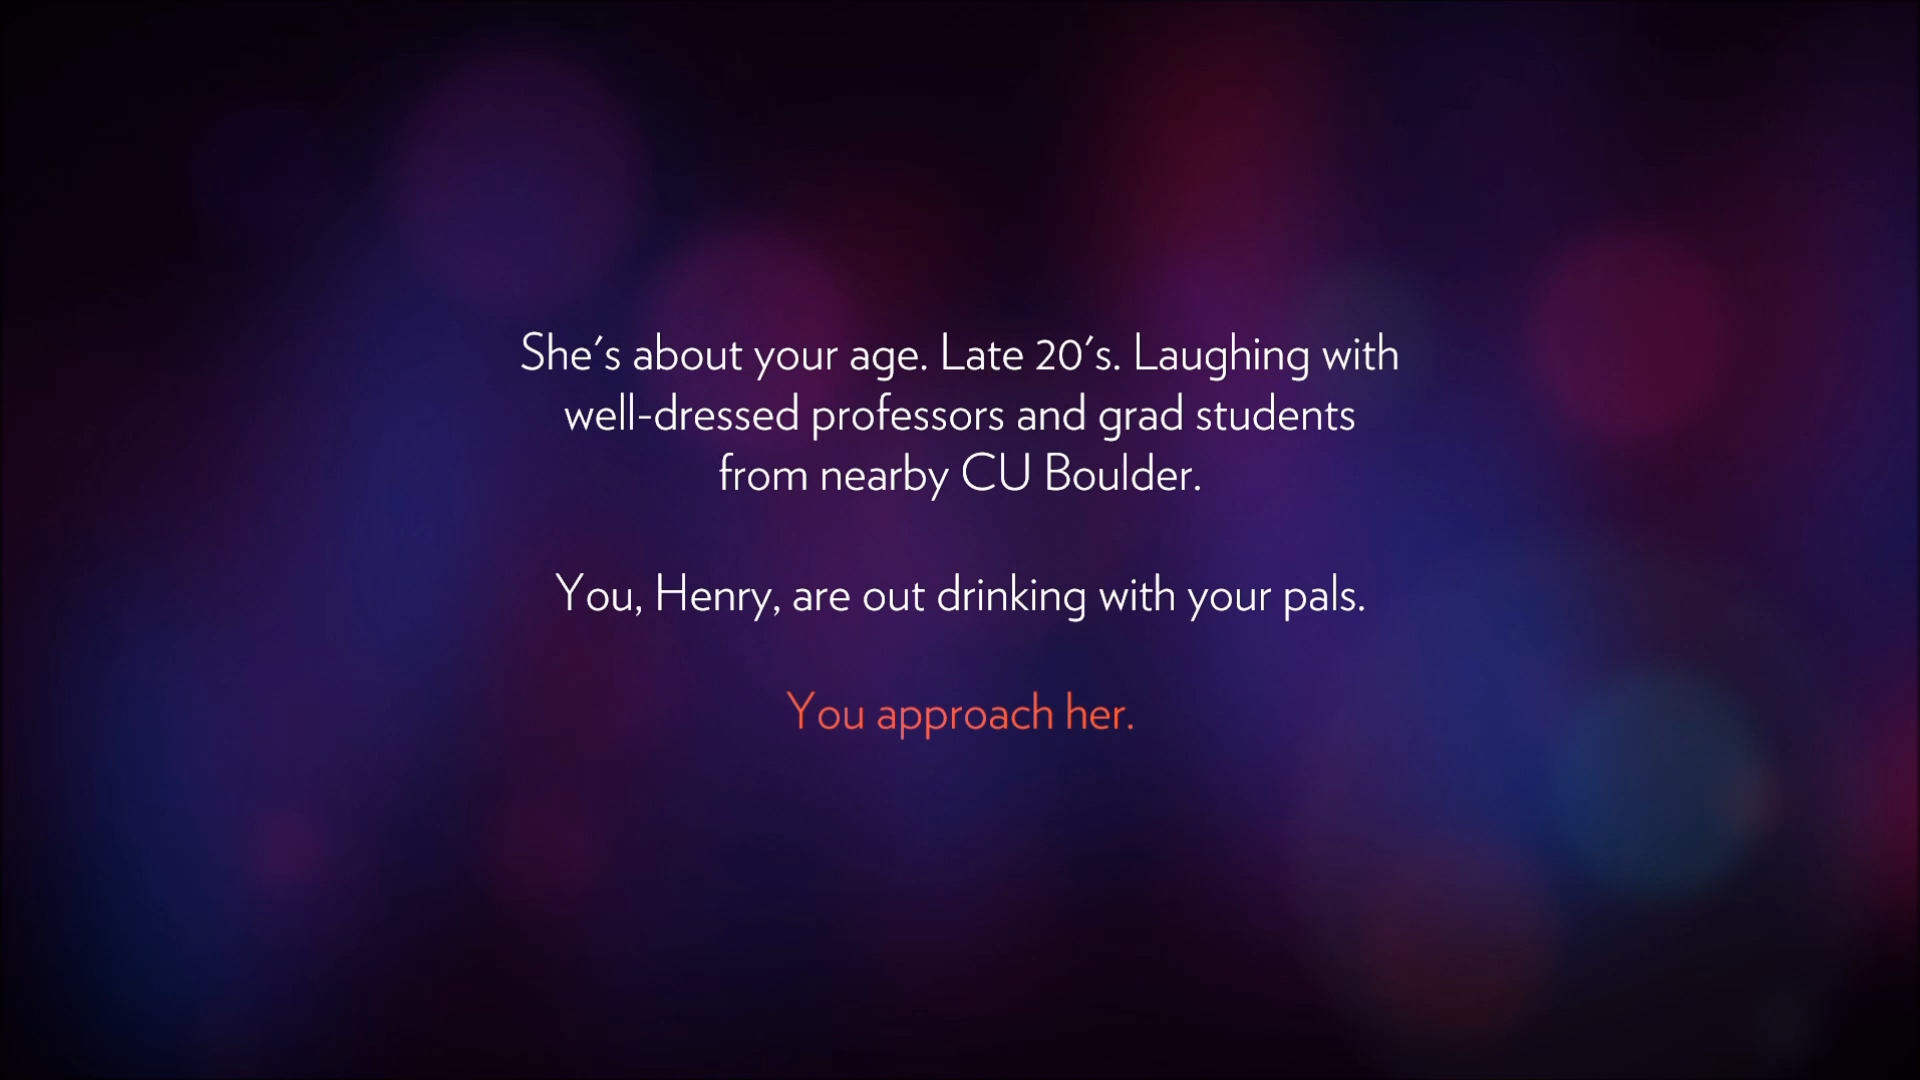 She's about your age. Late 20's. Laughing with
well-dressed professors and grad students
from nearby CU Boulder.
You, Henry, are out drinking with your pals.
You approach her.